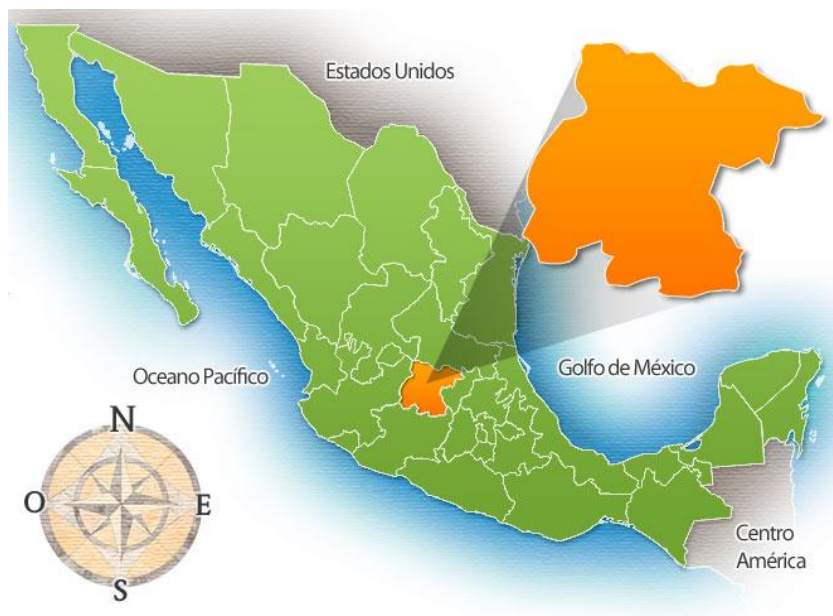 Estados Unidos
Oceano Pacífico
Golfo de México
N
O
E
S
Centro
América